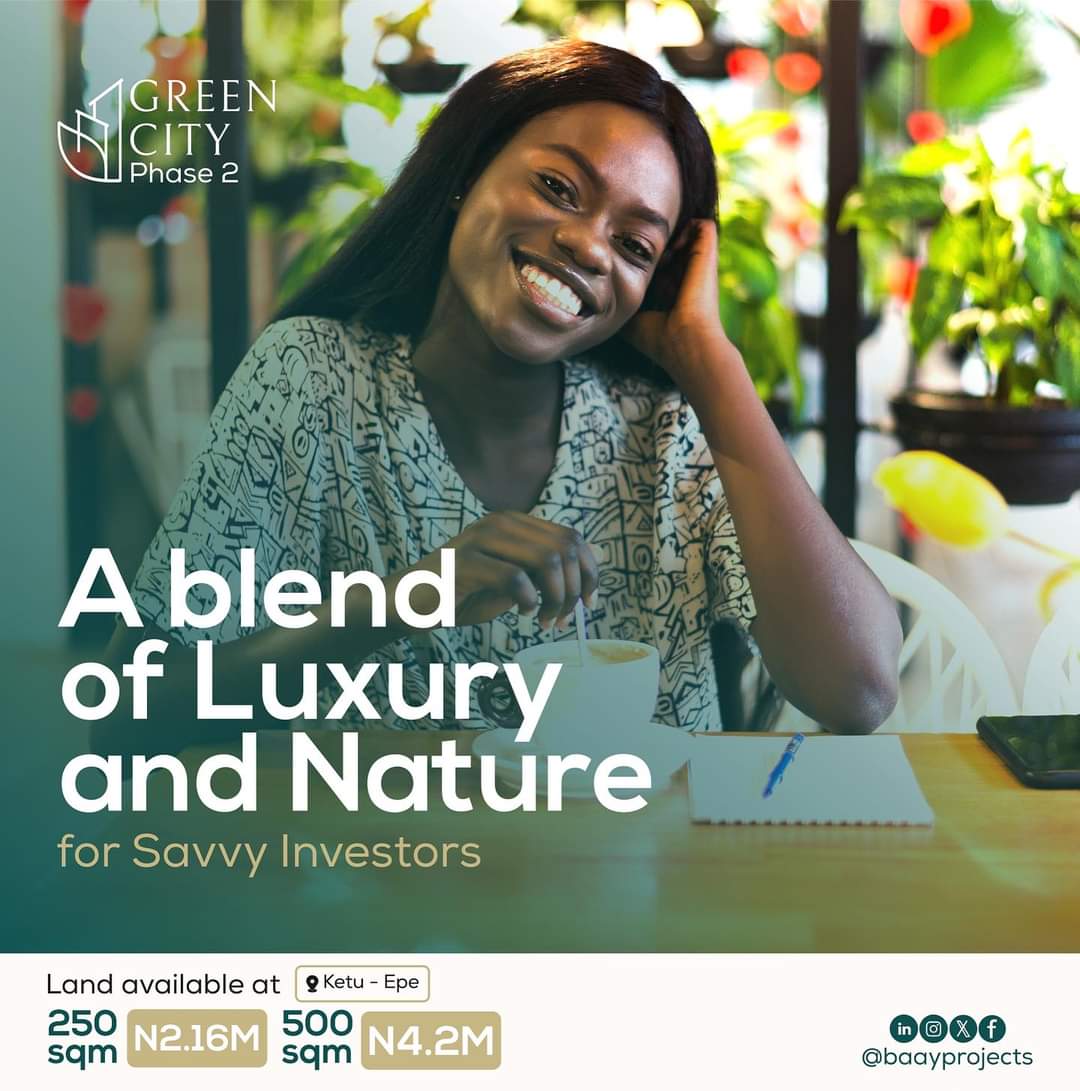 GREEN
CITY
Phase 2
A blend
of Luxury
and Nature
for Savvy Investors
Land available at Ketu - Epe
250 sqm N2.16M 500 sqm N4.2M
@baayprojects